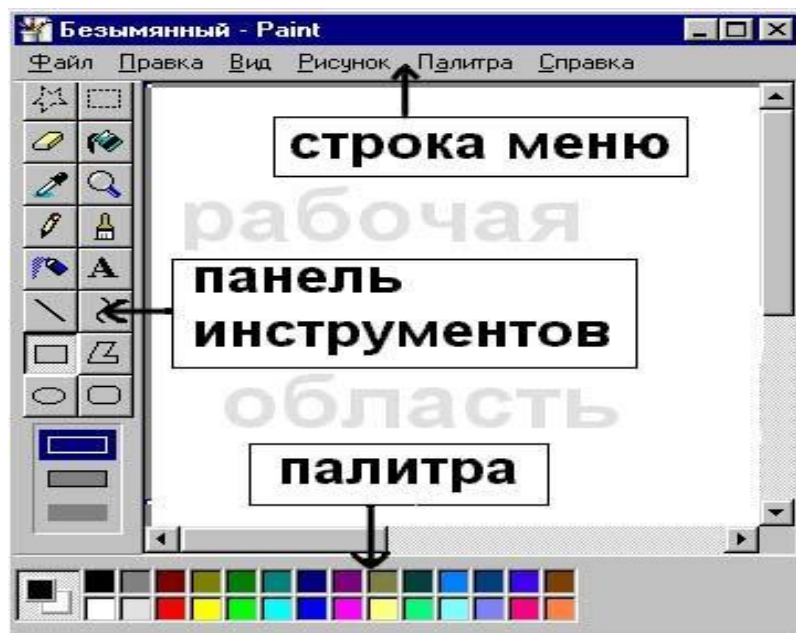 Безымянный - Paint
Файл Правка Вид Рисунок Палитра Справка
строка меню
рабочая
A
панель
инструментов
область
палитра